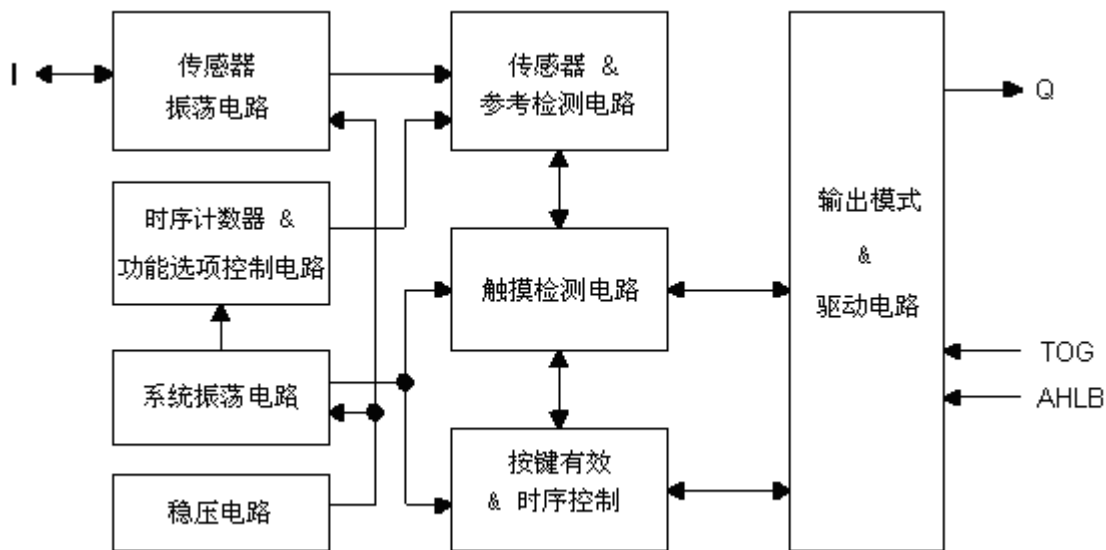 I
传感器
振荡电路
传感器 &
参考检测电路
Q
时序计数器 &
功能选项控制电路
触摸检测电路
输出模式
&
驱动电路
TOG
AHLB
系统振荡电路
按键有效
& 时序控制
稳压电路